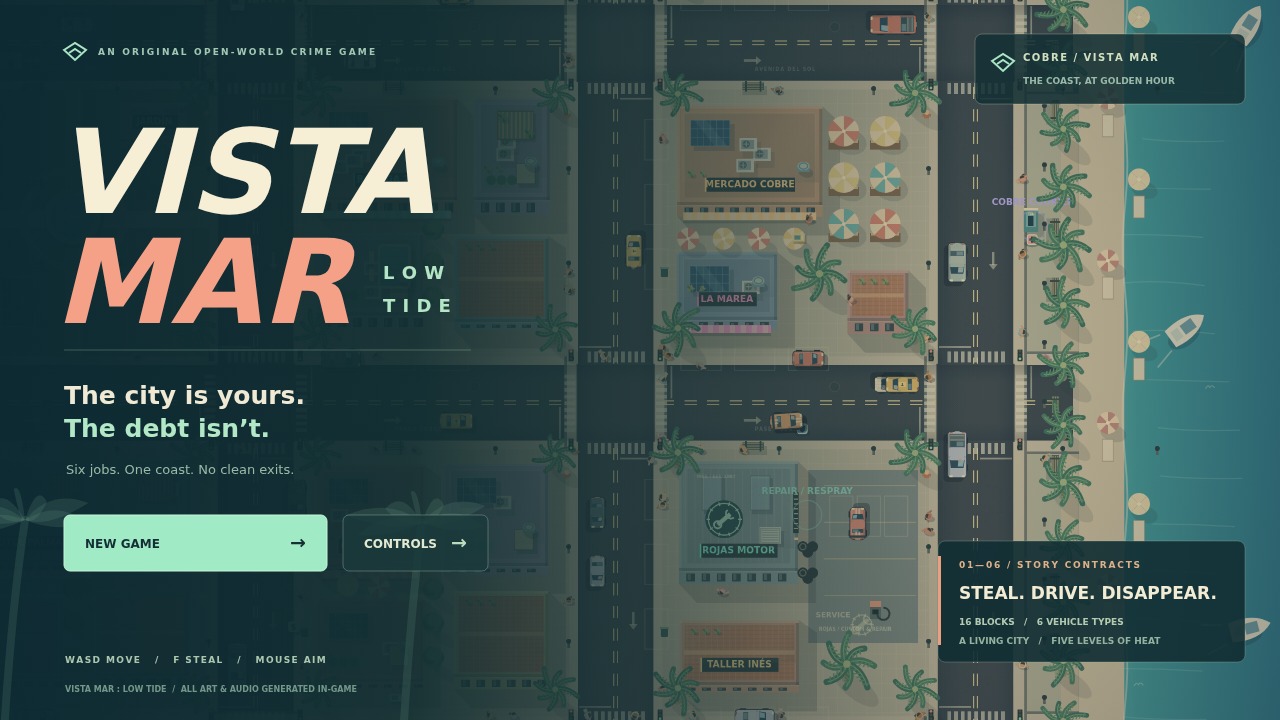 AN ORIGINAL OPEN-WORLD CRIME GAME
VISTA
MAR
LOW
TIDE
The city is yours.
The debt isn’t.
Six jobs. One coast. No clean exits.
NEW GAME →
CONTROLS →
WASD MOVE / F STEAL / MOUSE AIM
VISTA MAR : LOW TIDE / ALL ART & AUDIO GENERATED IN-GAME
COBRE / VISTA MAR
THE COAST, AT GOLDEN HOUR
AVENIDA DEL SOL
MERCADO COBRE
LA MAREA
REPAIR / RESPRAY
ROJAS MOTOR
SERVICE
TALLER INÉS
01—06 / STORY CONTRACTS
STEAL. DRIVE. DISAPPEAR.
16 BLOCKS / 6 VEHICLE TYPES
A LIVING CITY / FIVE LEVELS OF HEAT